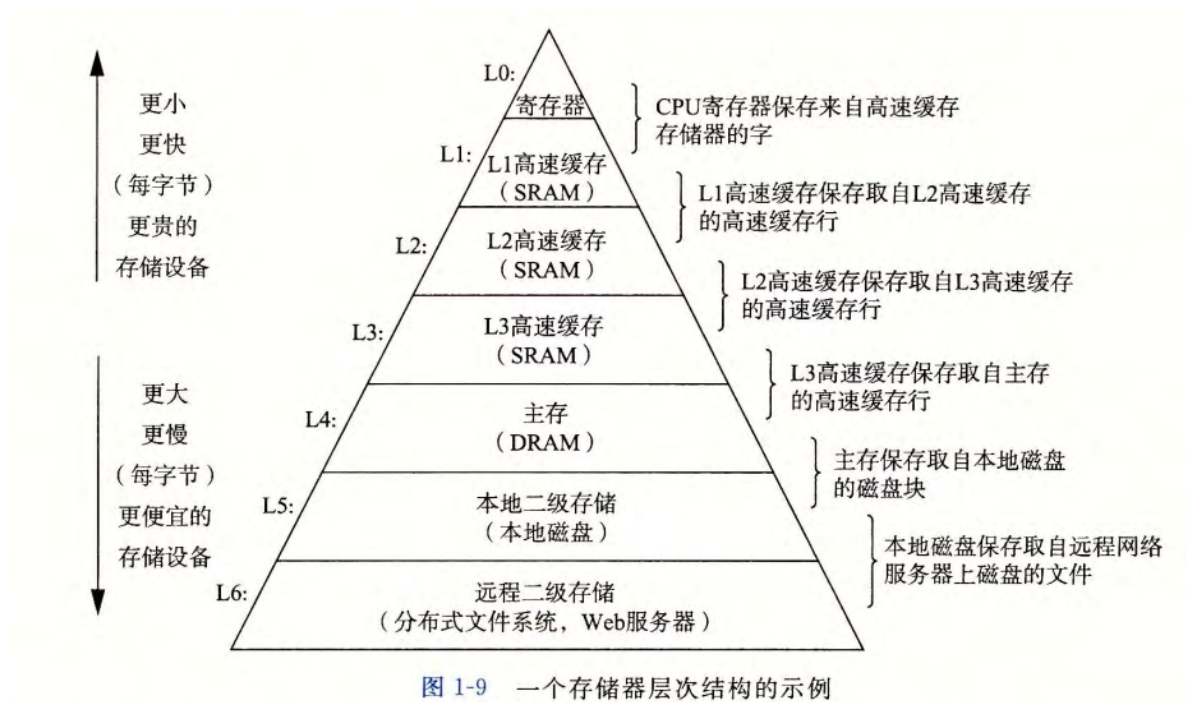 更小
更快
（每字节）
更贵的
存储设备
更大
更慢
（每字节）
更便宜的
存储设备
L0:
寄存器
L1:
L1高速缓存
（SRAM）
L2:
L2高速缓存
（SRAM）
L3:
L3高速缓存
（SRAM）
L4:
主存
（DRAM）
L5:
本地二级存储
（本地磁盘）
L6:
远程二级存储
（分布式文件系统，Web服务器）
CPU寄存器保存来自高速缓存
存储器的字
L1高速缓存保存取自L2高速缓存
的高速缓存行
L2高速缓存保存取自L3高速缓存
的高速缓存行
L3高速缓存保存取自主存
的高速缓存行
主存保存取自本地磁盘
的磁盘块
本地磁盘保存取自远程网络
服务器上磁盘的文件
图 1-9 一个存储器层次结构的示例